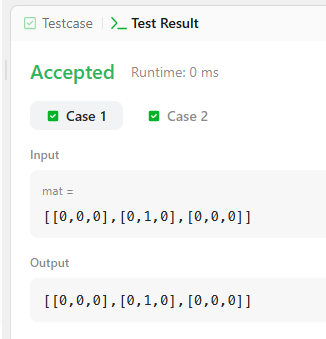 Testcase Test Result
Accepted Runtime: 0 ms
Case 1 Case 2
Input
mat =
[[0,0,0],[0,1,0],[0,0,0]]
Output
[[0,0,0],[0,1,0],[0,0,0]]